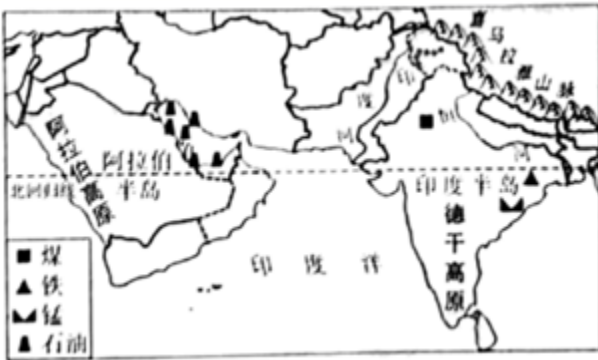 喜马拉雅山脉
印度河
恒河
阿拉伯高原
阿拉伯半岛
北回归线
印度半岛
德干高原
印度洋
煤
铁
锰
石油